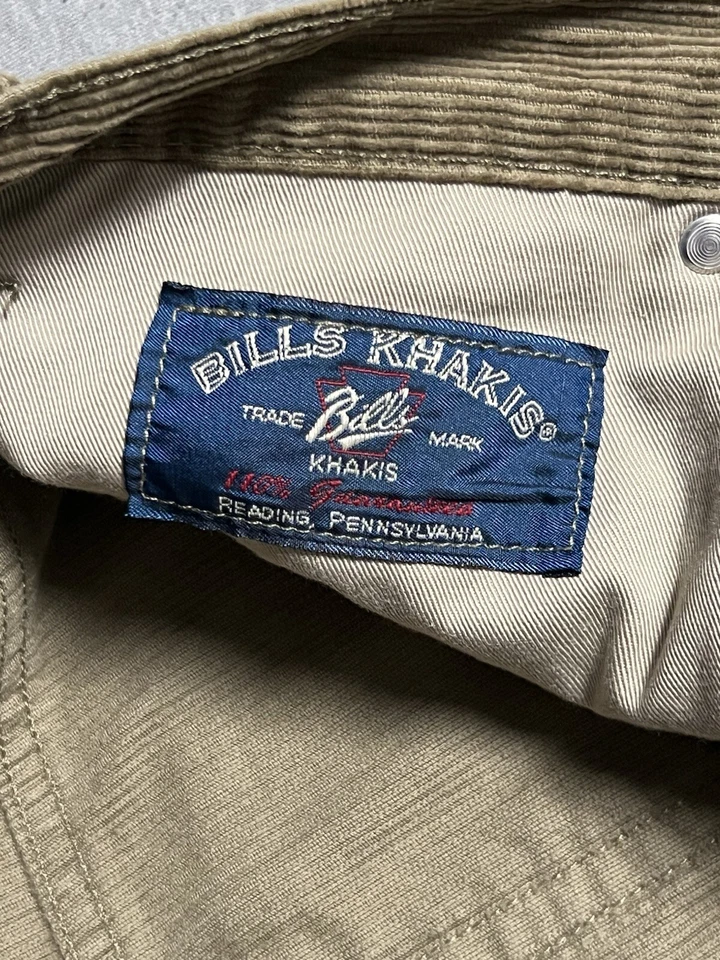 BILLS KHAKIS®
TRADE Bills MARK
KHAKIS
110% Guaranteed
READING, PENNSYLVANIA